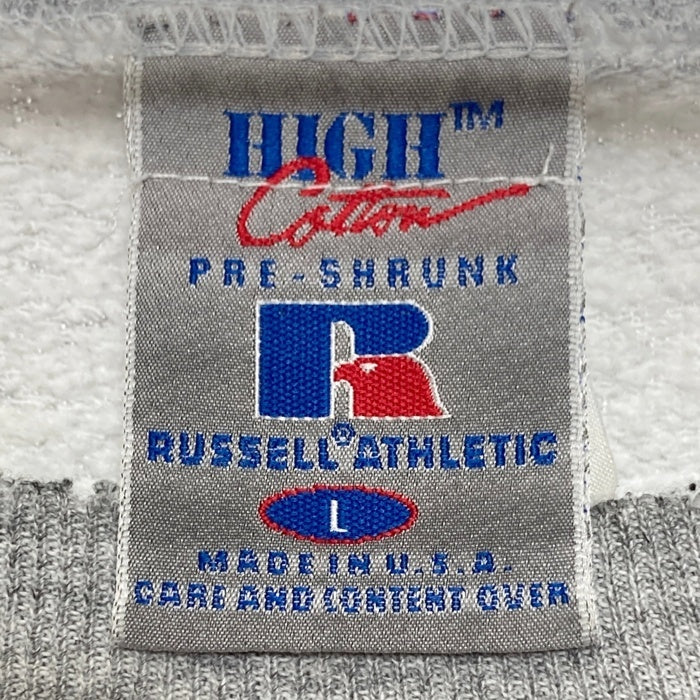 HIGH™
Cotton
PRE-SHRUNK
R
RUSSELL® ATHLETIC
L
MADE IN U.S.A.
CARE AND CONTENT OVER